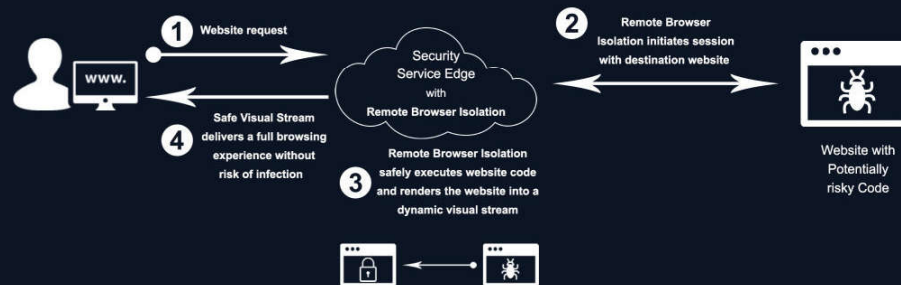 1
Website request
www.
Security
Service Edge
with
Remote Browser Isolation
2
Remote Browser
Isolation initiates session
with destination website
Website with
Potentially
risky Code
3
Remote Browser Isolation
safely executes website code
and renders the website into a
dynamic visual stream
4
Safe Visual Stream
delivers a full browsing
experience without
risk of infection